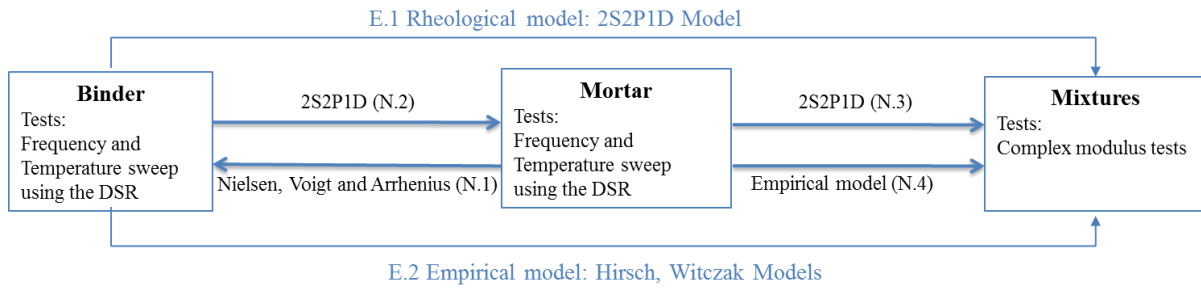 E.1 Rheological model: 2S2P1D Model
Binder
Tests:
Frequency and
Temperature sweep
using the DSR
2S2P1D (N.2)
Nielsen, Voigt and Arrhenius (N.1)
Mortar
Tests:
Frequency and
Temperature sweep
using the DSR
2S2P1D (N.3)
Empirical model (N.4)
Mixtures
Tests:
Complex modulus tests
E.2 Empirical model: Hirsch, Witczak Models